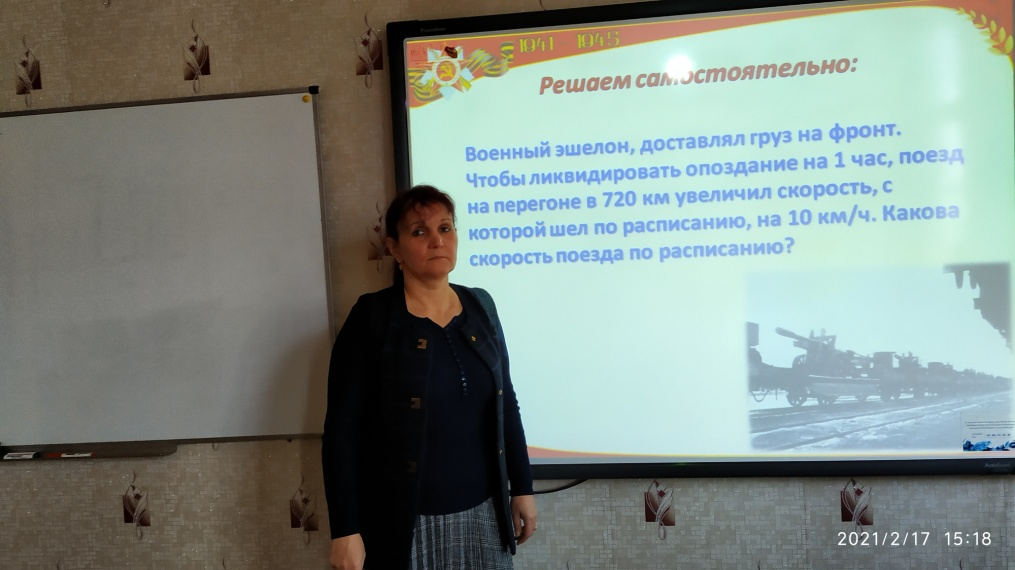 1941 1945
Решаем самостоятельно:
Военный эшелон, доставлял груз на фронт.
Чтобы ликвидировать опоздание на 1 час, поезд
на перегоне в 720 км увеличил скорость, с
которой шел по расписанию, на 10 км/ч. Какова
скорость поезда по расписанию?
2021/2/17 15:18